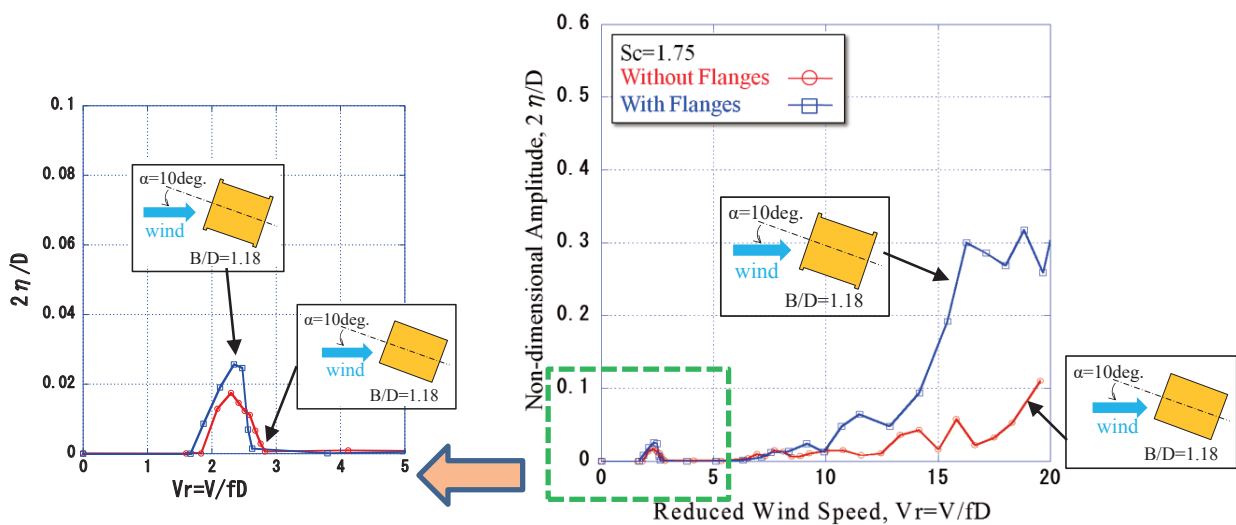 0.1
0.08
0.06
0.04
0.02
0
2η/D
0
1
2
3
4
5
Vr=V/fD
α=10deg.
wind
B/D=1.18
α=10deg.
wind
B/D=1.18
0.6
0.5
0.4
0.3
0.2
0.1
0
Non-dimensional Amplitude, 2 η/D
Sc=1.75
Without Flanges
With Flanges
α=10deg.
wind
B/D=1.18
α=10deg.
wind
B/D=1.18
0
5
10
15
20
Reduced Wind Speed, Vr=V/fD